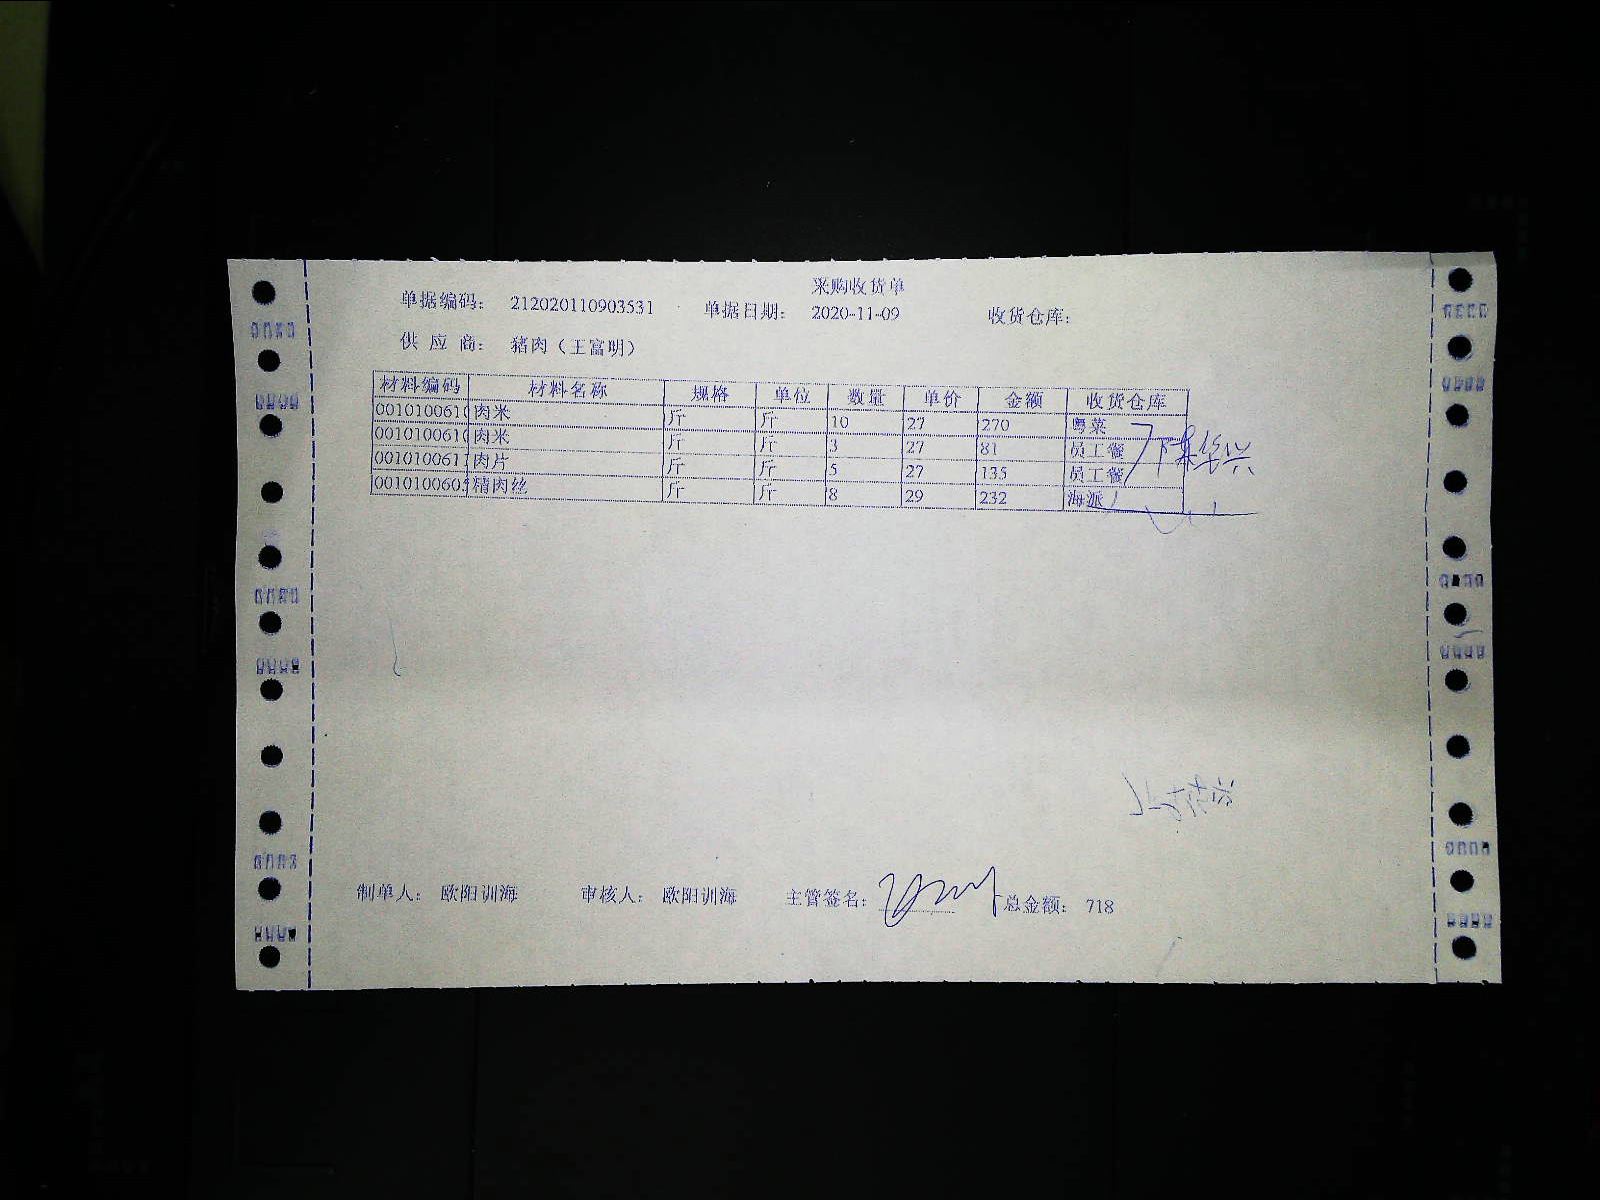 采购收货单
单据编码: 212020110903531 单据日期: 2020-11-09 收货仓库:
供应商: 猪肉（王富明）
材料编码 材料名称 规格 单位 数量 单价 金额 收货仓库
0010100610 肉米 斤 斤 10 27 270 粤菜
0010100610 肉米 斤 斤 3 27 81 员工餐
0010100611 肉片 斤 斤 5 27 135 员工餐
0010100605 精肉丝 斤 斤 8 29 232 海派
制单人: 欧阳训海 审核人: 欧阳训海 主管签名: 总金额: 718